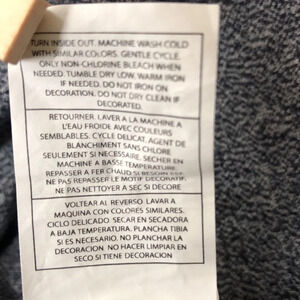 TURN INSIDE OUT. MACHINE WASH COLD
WITH SIMILAR COLORS. GENTLE CYCLE.
ONLY NON-CHLORINE BLEACH WHEN
NEEDED. TUMBLE DRY LOW. WARM IRON
IF NEEDED. DO NOT IRON ON
DECORATION. DO NOT DRY CLEAN IF
DECORATED.
RETOURNER LAVER A LA MACHINE A
L'EAU FROIDE AVEC COULEURS
SEMBLABLES. CYCLE DELICAT, AGENT DE
BLANCHIMENT SANS CHLORE
SEULEMENT SI NECESSAIRE. SECHER EN
MACHINE A BASSE TEMPERATURE.
REPASSER A FER CHAUD SI BESOIN EST.
NE PAS REPASSER LE MOTIF DECORATIF.
NE PAS NETTOYER A SEC SI DECORE
VOLTEAR AL REVERSO. LAVAR A
MAQUINA CON COLORES SIMILARES.
CICLO DELICADO. SECAR EN SECADORA
A BAJA TEMPERATURA. PLANCHA TIBIA
SI ES NECESARIO. NO PLANCHAR LA
DECORACION. NO HACER LIMPIAR EN
SECO SI TIENE DECORACION